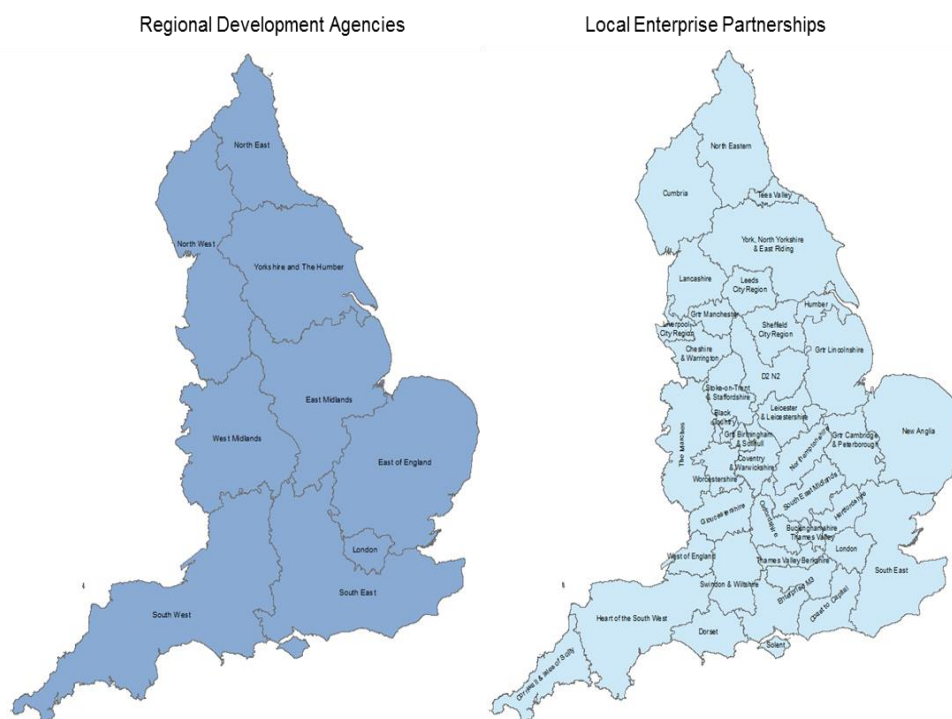 Regional Development Agencies
Local Enterprise Partnerships
North East
North West
Yorkshire and The Humber
East Midlands
West Midlands
East of England
London
South East
South West
North Eastern
Cumbria
Tees Valley
York, North Yorkshire
& East Riding
Lancashire
Leeds
City Region
Humber
Grtr Manchester
Liverpool
City Region
Sheffield
City Region
Cheshire
& Warrington
Grtr Lincolnshire
D2 N2
Stoke-on-Trent
& Staffordshire
Leicester
& Leicestershire
Black
Country
The Marches
Grtr Birmingham
& Solihull
Northamptonshire
Grtr Cambridge
& Peterborough
New Anglia
Coventry
& Warwickshire
Worcestershire
South East Midlands
Hertfordshire
Gloucestershire
Oxfordshire
Buckinghamshire
Thames Valley
London
West of England
Thames Valley Berkshire
South East
Swindon & Wiltshire
Enterprise M3
Coast to Capital
Heart of the South West
Dorset
Solent
Cornwall & Isles of Scilly